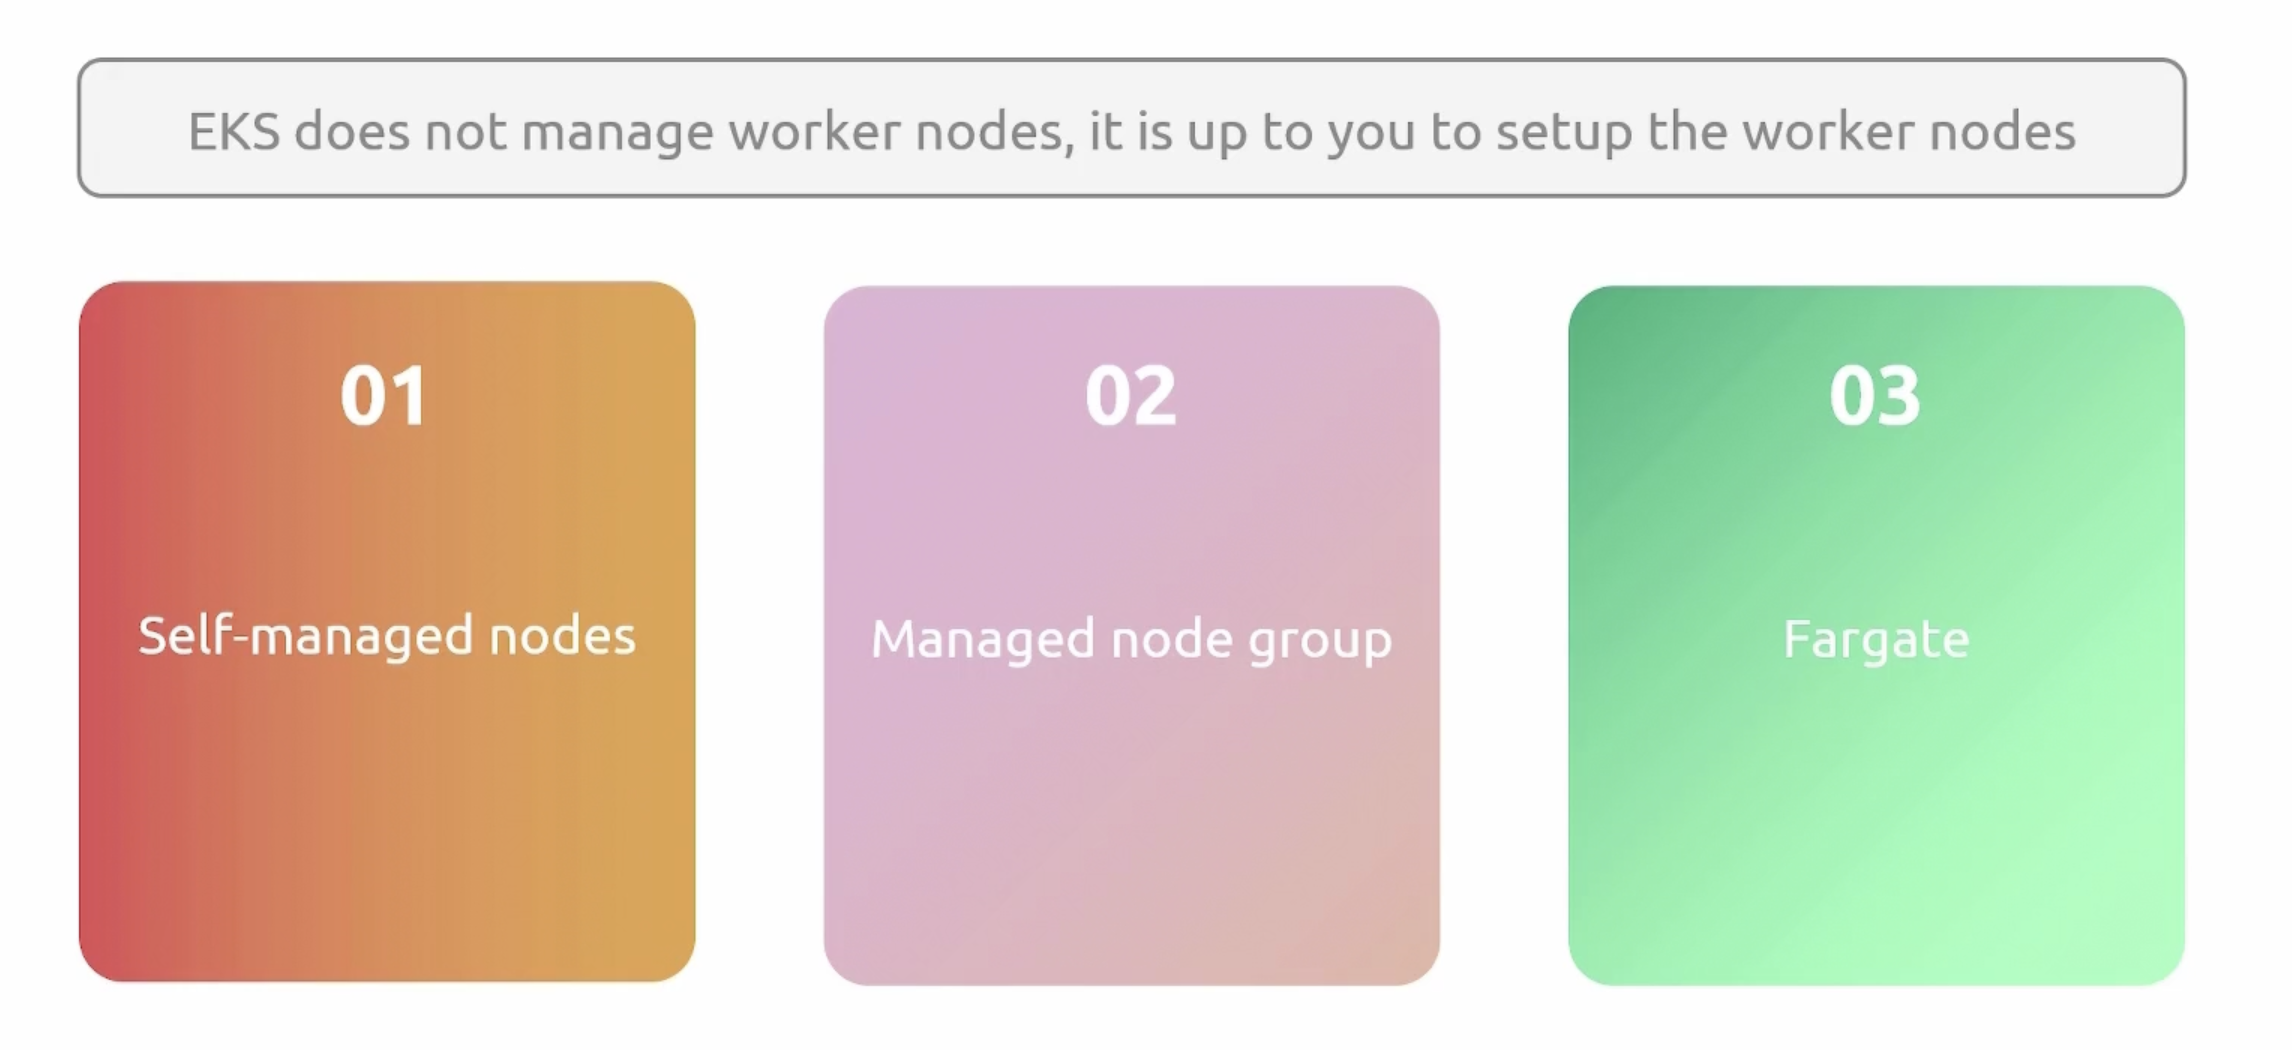 EKS does not manage worker nodes, it is up to you to setup the worker nodes
01
Self-managed nodes
02
Managed node group
03
Fargate